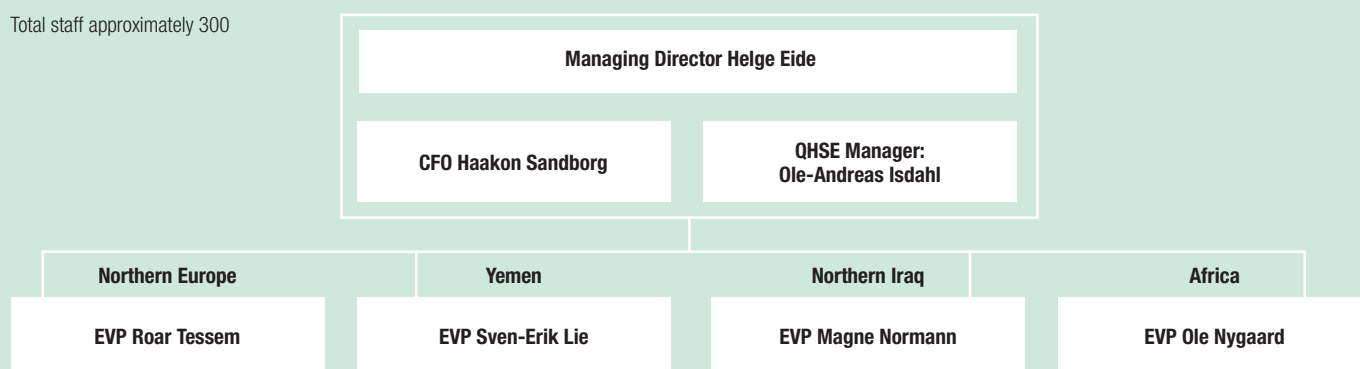 Total staff approximately 300
Managing Director Helge Eide
CFO Haakon Sandborg
QHSE Manager:
Ole-Andreas Isdahl
Northern Europe
Yemen
Northern Iraq
Africa
EVP Roar Tessem
EVP Sven-Erik Lie
EVP Magne Normann
EVP Ole Nygaard